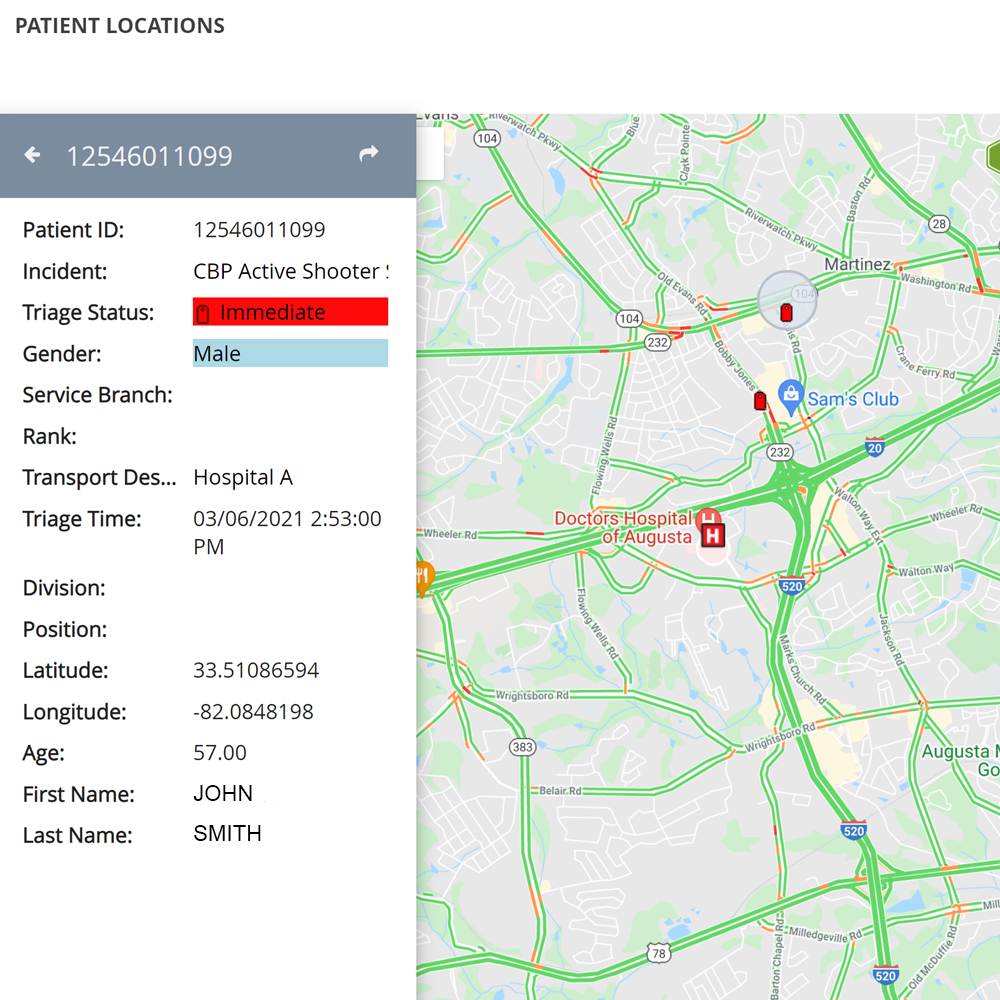 PATIENT LOCATIONS
12546011099
Patient ID: 12546011099
Incident: CBP Active Shooter
Triage Status: Immediate
Gender: Male
Service Branch:
Rank:
Transport Des... Hospital A
Triage Time: 03/06/2021 2:53:00
PM
Division:
Position:
Latitude: 33.51086594
Longitude: -82.0848198
Age: 57.00
First Name: JOHN
Last Name: SMITH
Evans
Riverwatch Pkwy
Blue
104
Clark Pointe
Baston Rd
Riverwatch Pkwy
28
Martinez
Washington Rd
Old Evans Rd
104
104
232
Bobby Jones
is Rd
Crane Ferry Rd
Sam's Club
Flowing Wells Rd
232
20
Walton Way Ext
Doctors Hospital
of Augusta
H
H
Wheeler Rd
Wheeler Rd
Walton Way
520
Flowing Wells Rd
Jackson Rd
Marks Church Rd
Wrightsboro Rd
Wrightsboro Rd
383
Augusta M
Go
Belair Rd
520
Milledgeville Rd
Mill
78
Barton Chapel Rd
Old McDuffie Rd
520